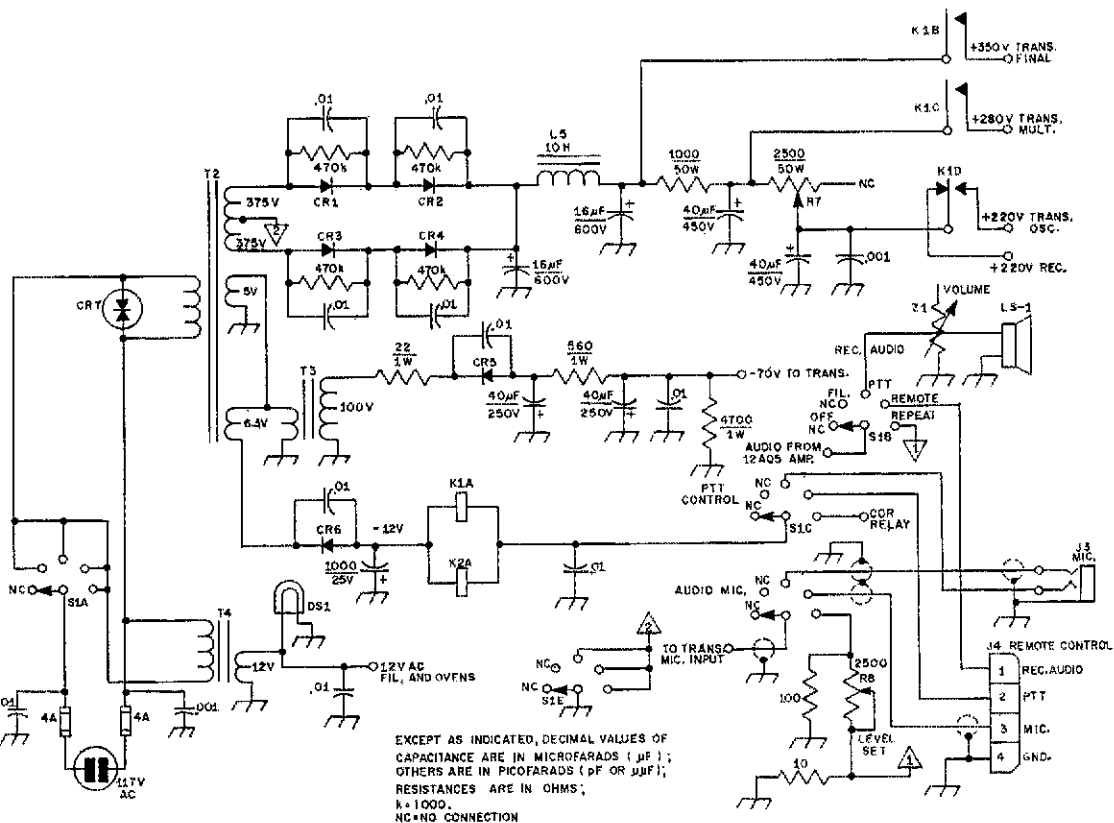 K1B
+350V TRANS.
FINAL
K1C
+280V TRANS.
MULT.
.01
.01
L5
10H
1000
50W
2500
50W
NC
R7
K1D
470k
470k
T2
375V
CR1
CR2
2
375V
CR3
CR4
16µF
600V
40µF
450V
+220V TRANS.
OSC.
470k
470k
16µF
600V
40µF
450V
.001
+220V REC.
.01
.01
CR7
5V
VOLUME
Z1
LS-1
REC. AUDIO
22
1W
.01
CR5
560
1W
T3
100V
-70V TO TRANS.
40µF
250V
40µF
250V
.01
4700
1W
FIL.
NC
PTT
REMOTE
OFF
NC
REPEAT
S1B
1
AUDIO FROM
12AQ5 AMP.
6.3V
PTT
CONTROL
NC
NC
S1C
COR
RELAY
.01
CR6
-12V
K1A
K2A
1000
25V
.01
J3
MIC.
NC
S1A
DS1
AUDIO MIC.
NC
NC
T4
12V
12V AC
FIL, AND OVENS
.01
2
TO TRANS.
MIC. INPUT
NC
NC
S1E
J4 REMOTE CONTROL
1 REC.AUDIO
2 PTT
3 MIC.
4 GND.
.01
4A
4A
.001
100
2500
R8
LEVEL
SET
10
1
117V
AC
EXCEPT AS INDICATED, DECIMAL VALUES OF
CAPACITANCE ARE IN MICROFARADS ( µF ) ;
OTHERS ARE IN PICOFARADS ( pF OR µµF);
RESISTANCES ARE IN OHMS ;
k=1000.
NC=NO CONNECTION